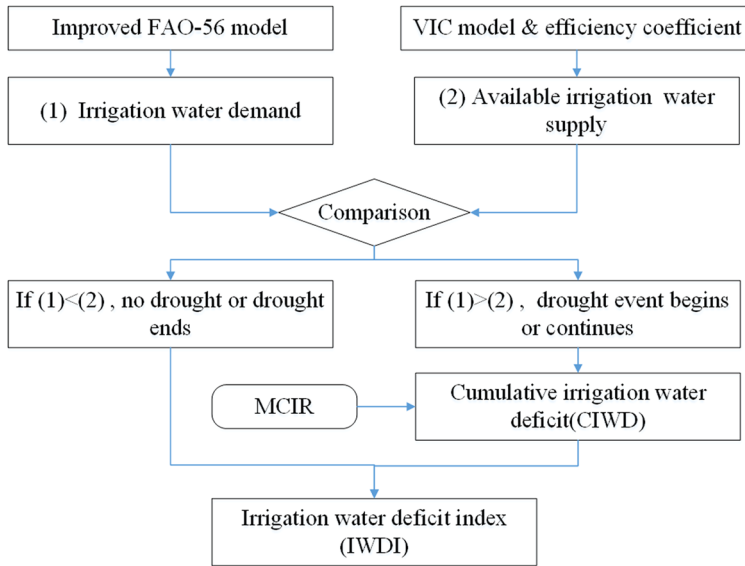 Improved FAO-56 model
VIC model & efficiency coefficient
(1) Irrigation water demand
(2) Available irrigation water
supply
Comparison
If (1)<(2) , no drought or drought
ends
If (1)>(2) , drought event begins
or continues
MCIR
Cumulative irrigation water
deficit(CIWD)
Irrigation water deficit index
(IWDI)